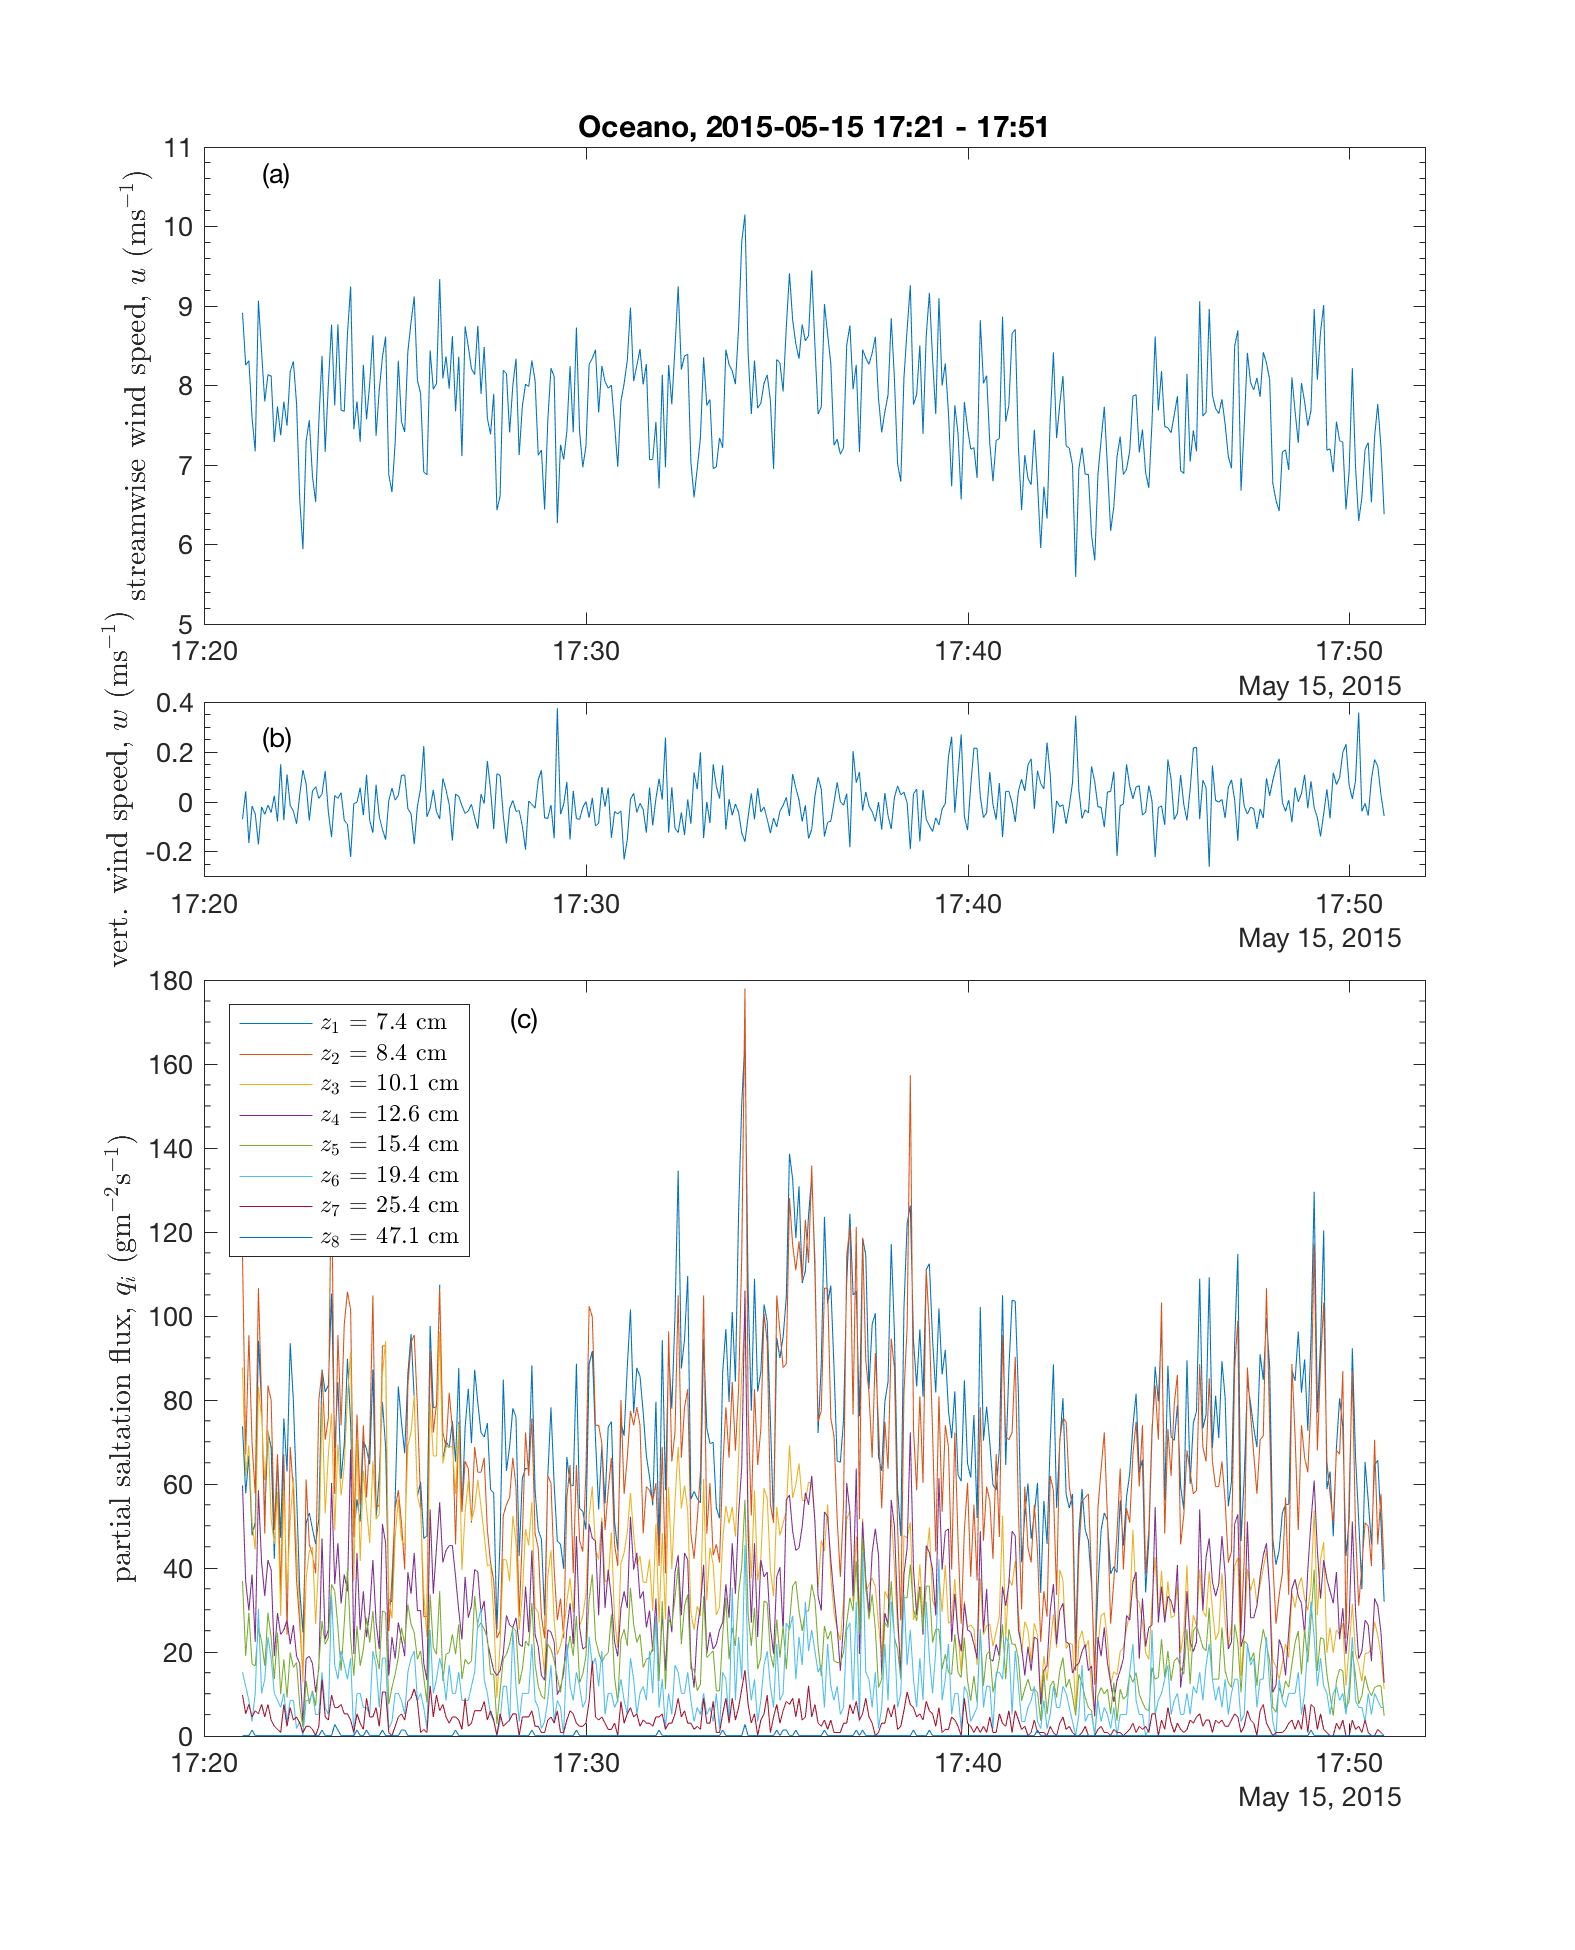 Oceano, 2015-05-15 17:21 - 17:51
(a)
streamwise wind speed, u (ms⁻¹)
11
10
9
8
7
6
5
17:20 17:30 17:40 17:50
May 15, 2015
(b)
vert. wind speed, w (ms⁻¹)
0.4
0.2
0
-0.2
17:20 17:30 17:40 17:50
May 15, 2015
(c)
partial saltation flux, qᵢ (gm⁻²s⁻¹)
180
160
140
120
100
80
60
40
20
0
z₁ = 7.4 cm
z₂ = 8.4 cm
z₃ = 10.1 cm
z₄ = 12.6 cm
z₅ = 15.4 cm
z₆ = 19.4 cm
z₇ = 25.4 cm
z₈ = 47.1 cm
17:20 17:30 17:40 17:50
May 15, 2015